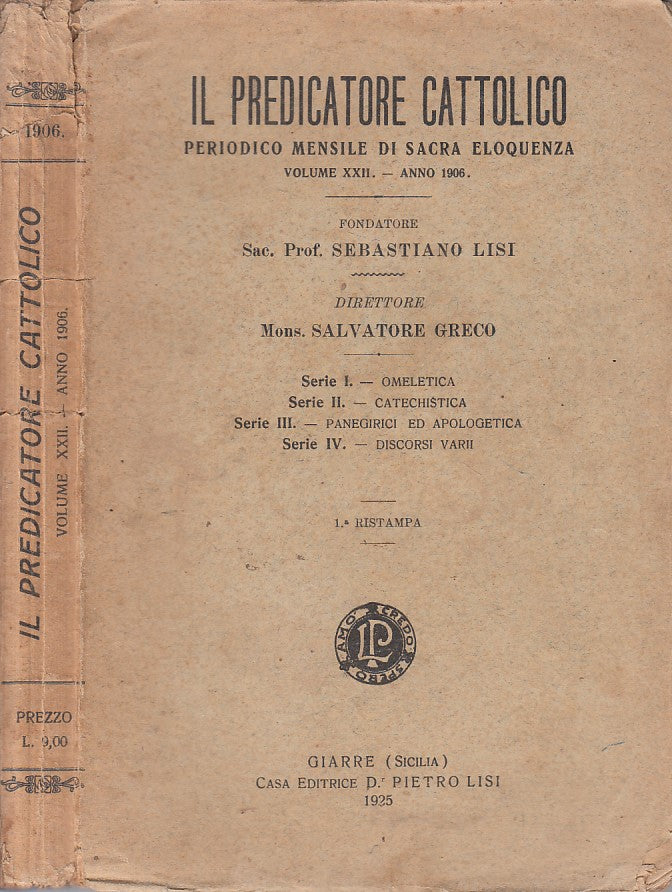 1906.
IL PREDICATORE CATTOLICO
VOLUME XXII. — ANNO 1906.
PREZZO
L. 9,00
IL PREDICATORE CATTOLICO
PERIODICO MENSILE DI SACRA ELOQUENZA
VOLUME XXII. — ANNO 1906.
FONDATORE
Sac. Prof. SEBASTIANO LISI
DIRETTORE
Mons. SALVATORE GRECO
Serie I. — OMELETICA
Serie II. — CATECHISTICA
Serie III. — PANEGIRICI ED APOLOGETICA
Serie IV. — DISCORSI VARII
1.ª RISTAMPA
AMO CREDO SPERO
LP
GIARRE (SICILIA)
CASA EDITRICE D.r PIETRO LISI
1925